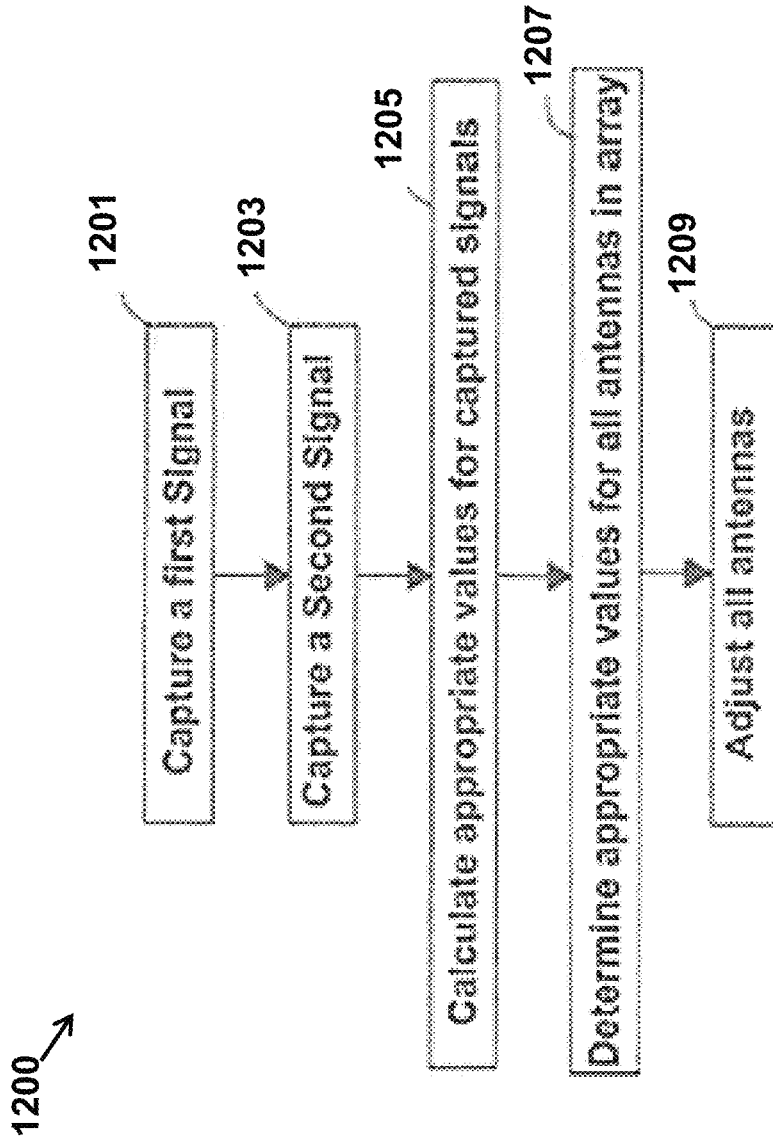 1200
1201
Capture a first Signal
1203
Capture a Second Signal
1205
Calculate appropriate values for captured signals
1207
Determine appropriate values for all antennas in array
1209
Adjust all antennas